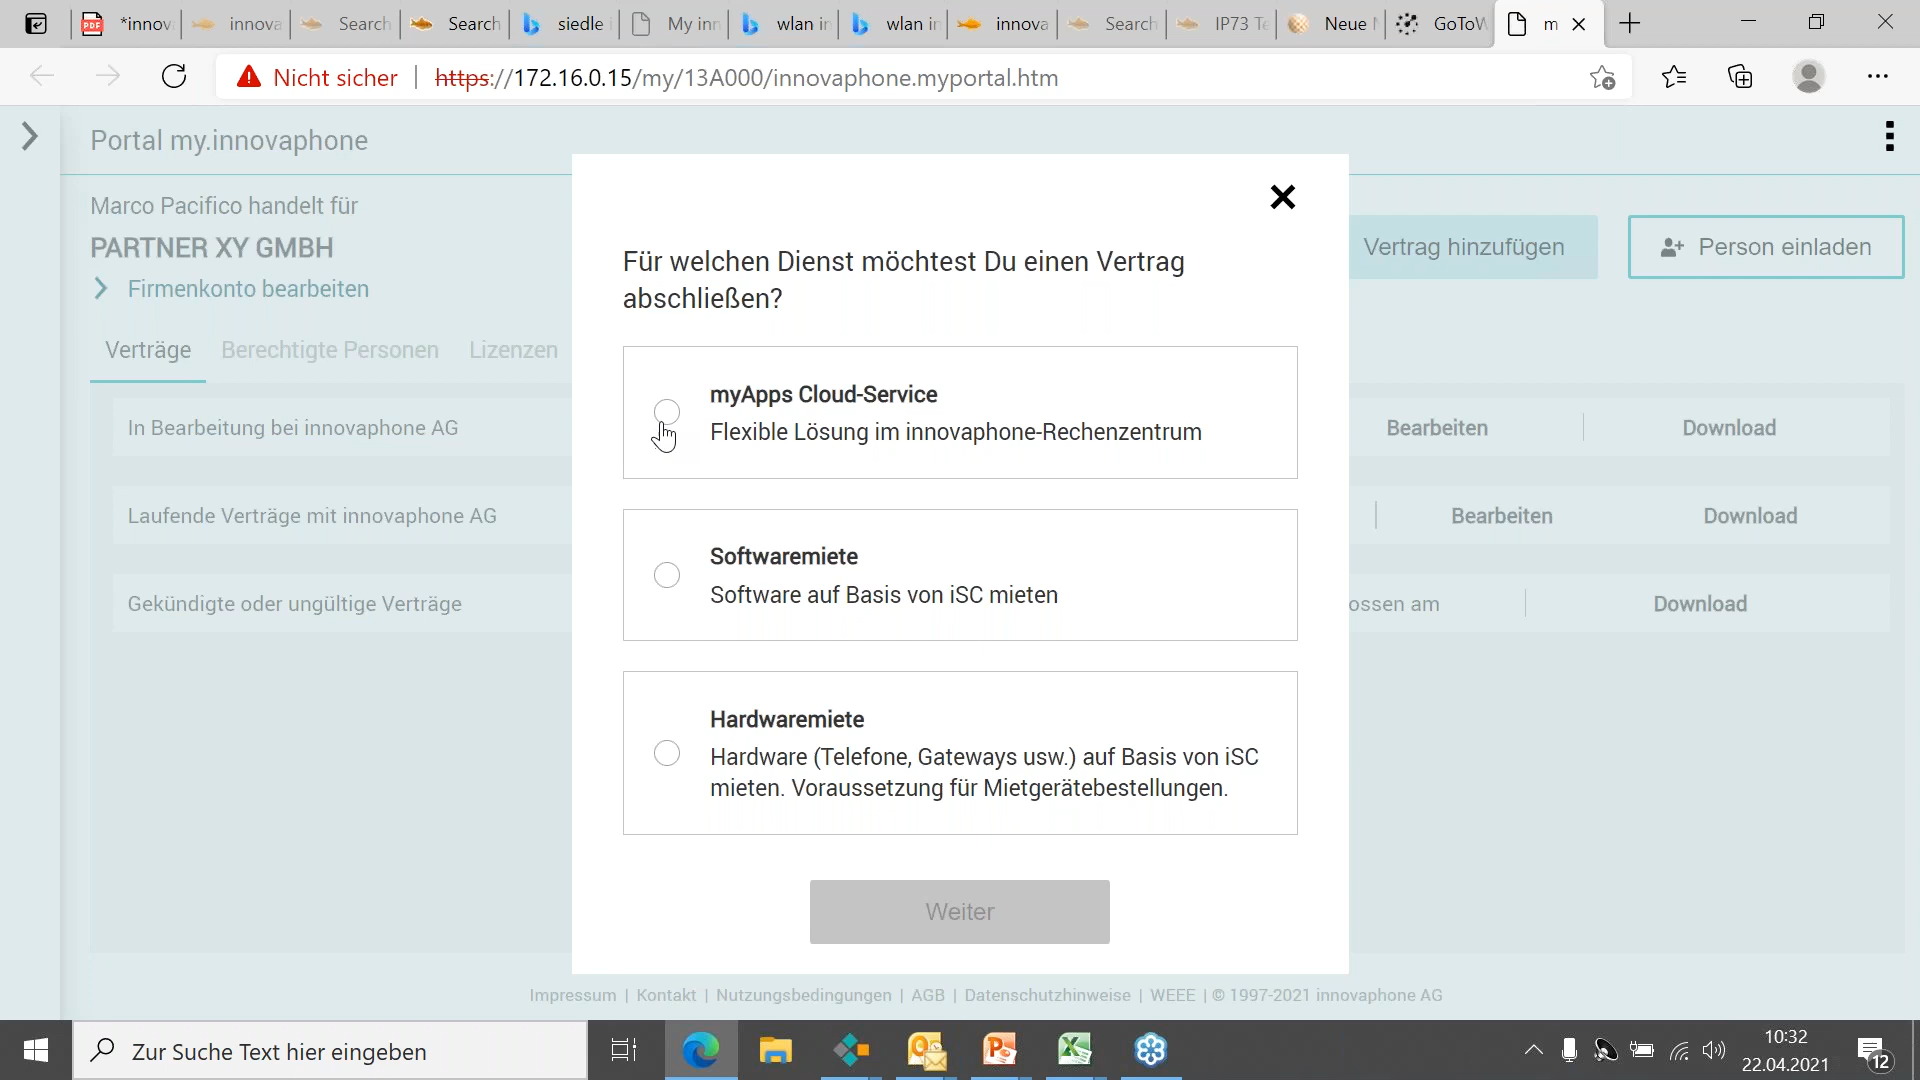 *innov
innova
Search
Search
siedle
My inn
wlan in
wlan in
innova
Search
IP73 Te
Neue
GoToW
m
Nicht sicher | https://172.16.0.15/my/13A000/innovaphone.myportal.htm
Portal my.innovaphone
Marco Pacifico handelt für
PARTNER XY GMBH
Firmenkonto bearbeiten
Vertrag hinzufügen
Person einladen
Verträge
Berechtigte Personen
Lizenzen
In Bearbeitung bei innovaphone AG
Bearbeiten
Download
Laufende Verträge mit innovaphone AG
Bearbeiten
Download
Gekündigte oder ungültige Verträge
ossen am
Download
Für welchen Dienst möchtest Du einen Vertrag
abschließen?
myApps Cloud-Service
Flexible Lösung im innovaphone-Rechenzentrum
Softwaremiete
Software auf Basis von iSC mieten
Hardwaremiete
Hardware (Telefone, Gateways usw.) auf Basis von iSC
mieten. Voraussetzung für Mietgerätebestellungen.
Weiter
Impressum | Kontakt | Nutzungsbedingungen | AGB | Datenschutzhinweise | WEEE | © 1997-2021 innovaphone AG
Zur Suche Text hier eingeben
10:32
22.04.2021
12